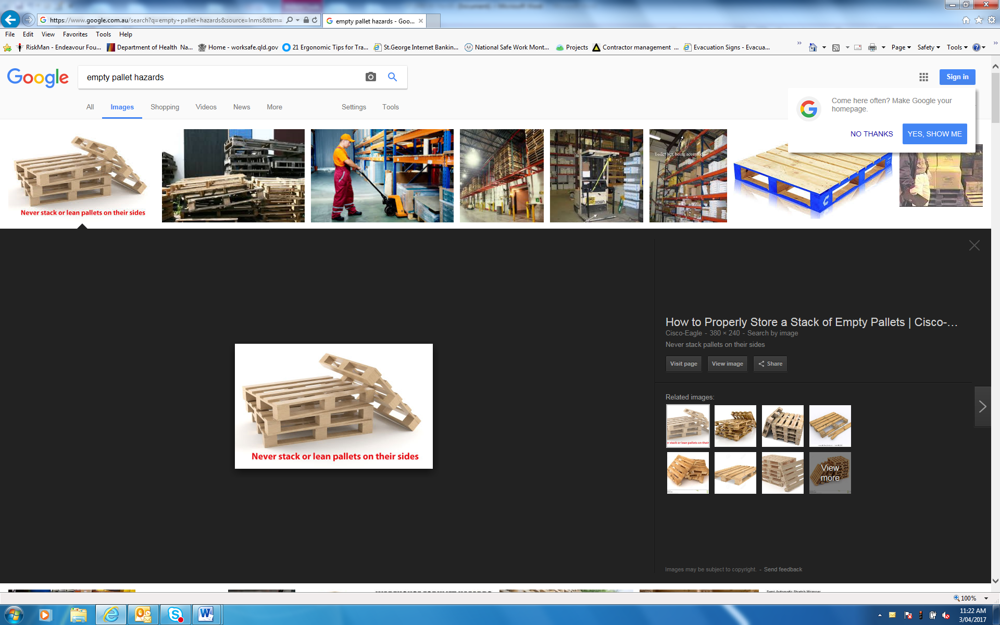 https://www.google.com.au/search?q=empty+pallet+hazards&source=lnms&tbm=
empty pallet hazards - Goo...
File Edit View Favorites Tools Help
RiskMan - Endeavour Fou... Department of Health Na... Home - worksafe.qld.gov 21 Ergonomic Tips for Tra... St.George Internet Bankin... National Safe Work Mont... Projects Contractor management ... Evacuation Signs - Evacua... Page Safety Tools
Google empty pallet hazards Sign in
All Images Shopping Videos News More Settings Tools
Come here often? Make Google your
homepage.
NO THANKS YES, SHOW ME
Toilet box being accessed
Never stack or lean pallets on their sides
How to Properly Store a Stack of Empty Pallets | Cisco-...
Cisco-Eagle - 380 × 240 - Search by image
Never stack pallets on their sides
Visit page View image Share
Related images:
Never stack or lean pallets on their sides
View
more
Images may be subject to copyright. - Send feedback
Semi-Automatic Stretch Wrapper
100%
11:22 AM
3/04/2017